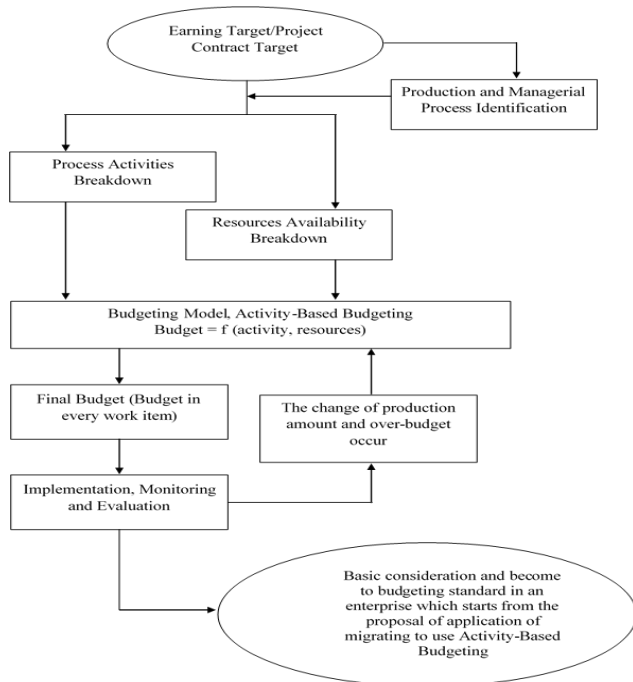 Earning Target/Project
Contract Target
Production and Managerial
Process Identification
Process Activities
Breakdown
Resources Availability
Breakdown
Budgeting Model, Activity-Based Budgeting
Budget = f (activity, resources)
Final Budget (Budget in
every work item)
The change of production
amount and over-budget
occur
Implementation, Monitoring
and Evaluation
Basic consideration and become
to budgeting standard in an
enterprise which starts from the
proposal of application of
migrating to use Activity-Based
Budgeting